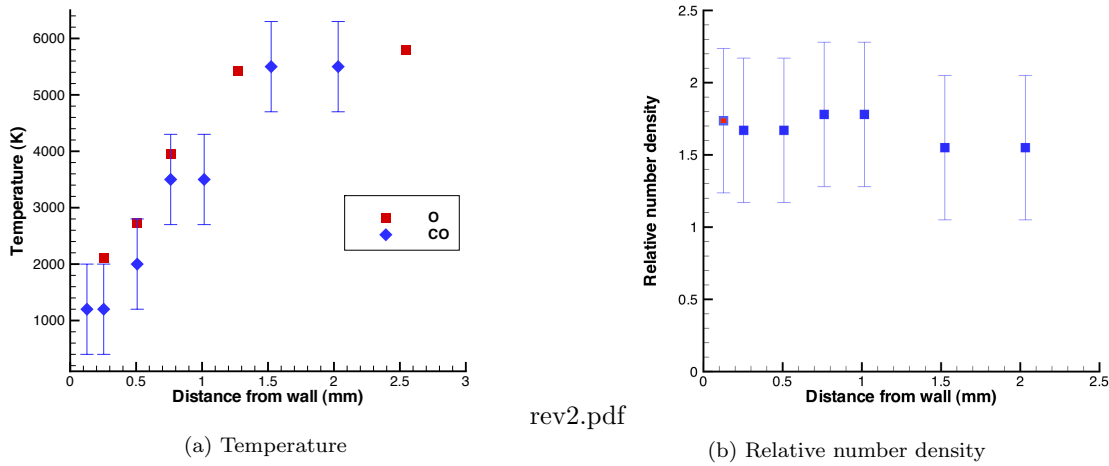 Temperature (K)
6000
5000
4000
3000
2000
1000
0 0.5 1 1.5 2 2.5 3
Distance from wall (mm)
O
CO
(a) Temperature
rev2.pdf
Relative number density
2.5
2
1.5
1
0.5
0
0 0.5 1 1.5 2 2.5
Distance from wall (mm)
(b) Relative number density